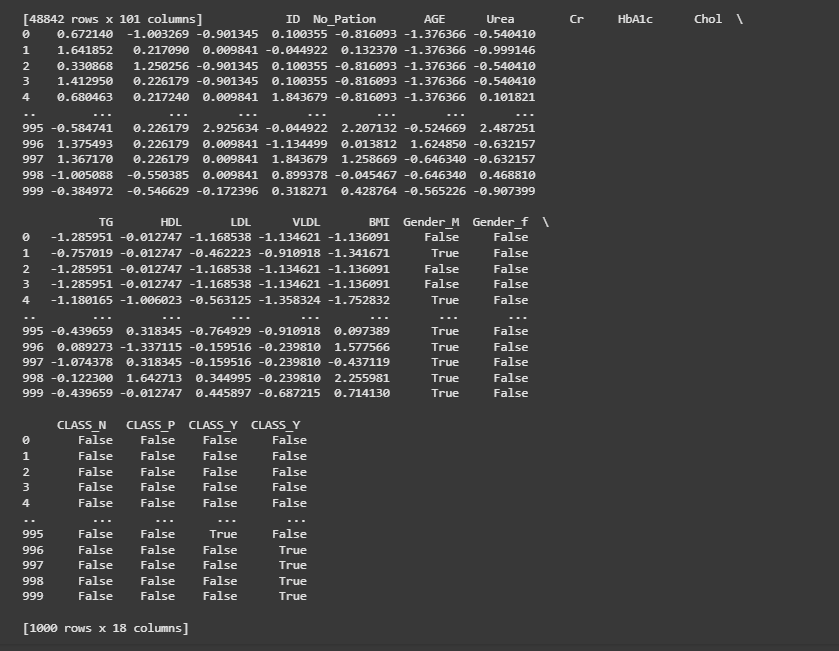 [48842 rows x 101 columns]            ID  No_Pation       AGE      Urea        Cr     HbA1c      Chol  \
0    0.672140  -1.003269 -0.901345  0.100355 -0.816093 -1.376366 -0.540410
1    1.641852   0.217090  0.009841 -0.044922  0.132370 -1.376366 -0.999146
2    0.330868   1.250256 -0.901345  0.100355 -0.816093 -1.376366 -0.540410
3    1.412950   0.226179 -0.901345  0.100355 -0.816093 -1.376366 -0.540410
4    0.680463   0.217240  0.009841  1.843679 -0.816093 -1.376366  0.101821
..        ...        ...       ...       ...       ...       ...       ...
995 -0.584741   0.226179  2.925634 -0.044922  2.207132 -0.524669  2.487251
996  1.375493   0.226179  0.009841 -1.134499  0.013812  1.624850 -0.632157
997  1.367170   0.226179  0.009841  1.843679  1.258669 -0.646340 -0.632157
998 -1.005088  -0.550385  0.009841  0.899378 -0.045467 -0.646340  0.468810
999 -0.384972  -0.546629 -0.172396  0.318271  0.428764 -0.565226 -0.907399
           TG       HDL       LDL      VLDL       BMI  Gender_M  Gender_f  \
0   -1.285951 -0.012747 -1.168538 -1.134621 -1.136091     False     False
1   -0.757019 -0.012747 -0.462223 -0.910918 -1.341671      True     False
2   -1.285951 -0.012747 -1.168538 -1.134621 -1.136091     False     False
3   -1.285951 -0.012747 -1.168538 -1.134621 -1.136091     False     False
4   -1.180165 -1.006023 -0.563125 -1.358324 -1.752832      True     False
..        ...       ...       ...       ...       ...       ...       ...
995 -0.439659  0.318345 -0.764929 -0.910918  0.097389      True     False
996  0.089273 -1.337115 -0.159516 -0.239810  1.577566      True     False
997 -1.074378  0.318345 -0.159516 -0.239810 -0.437119      True     False
998 -0.122300  1.642713  0.344995 -0.239810  2.255981      True     False
999 -0.439659 -0.012747  0.445897 -0.687215  0.714130      True     False
     CLASS_N  CLASS_P  CLASS_Y  CLASS_Y
0       False    False    False    False
1       False    False    False    False
2       False    False    False    False
3       False    False    False    False
4       False    False    False    False
..        ...      ...      ...      ...
995     False    False     True    False
996     False    False    False     True
997     False    False    False     True
998     False    False    False     True
999     False    False    False     True
[1000 rows x 18 columns]